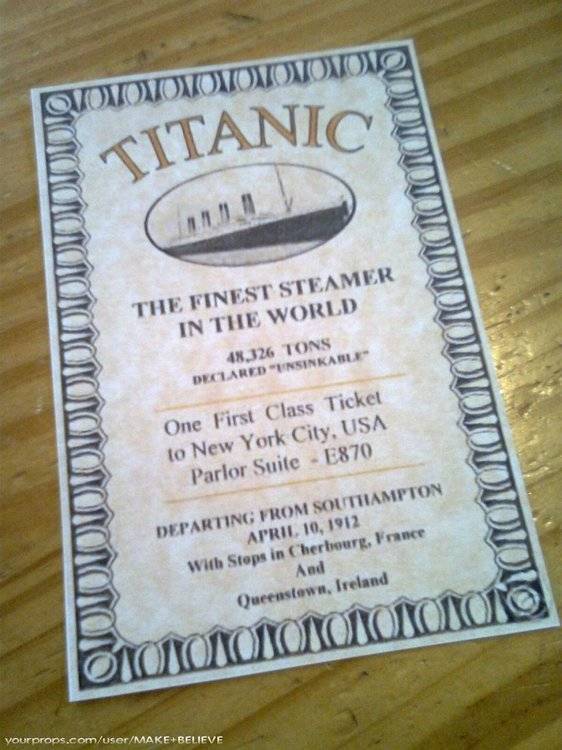 TITANIC
THE FINEST STEAMER
IN THE WORLD
48,326 TONS
DECLARED "UNSINKABLE"
One First Class Ticket
to New York City, USA
Parlor Suite - E870
DEPARTING FROM SOUTHAMPTON
APRIL 10, 1912
With Stops in Cherbourg, France
And
Queenstown, Ireland
yourprops.com/user/MAKE+BELIEVE